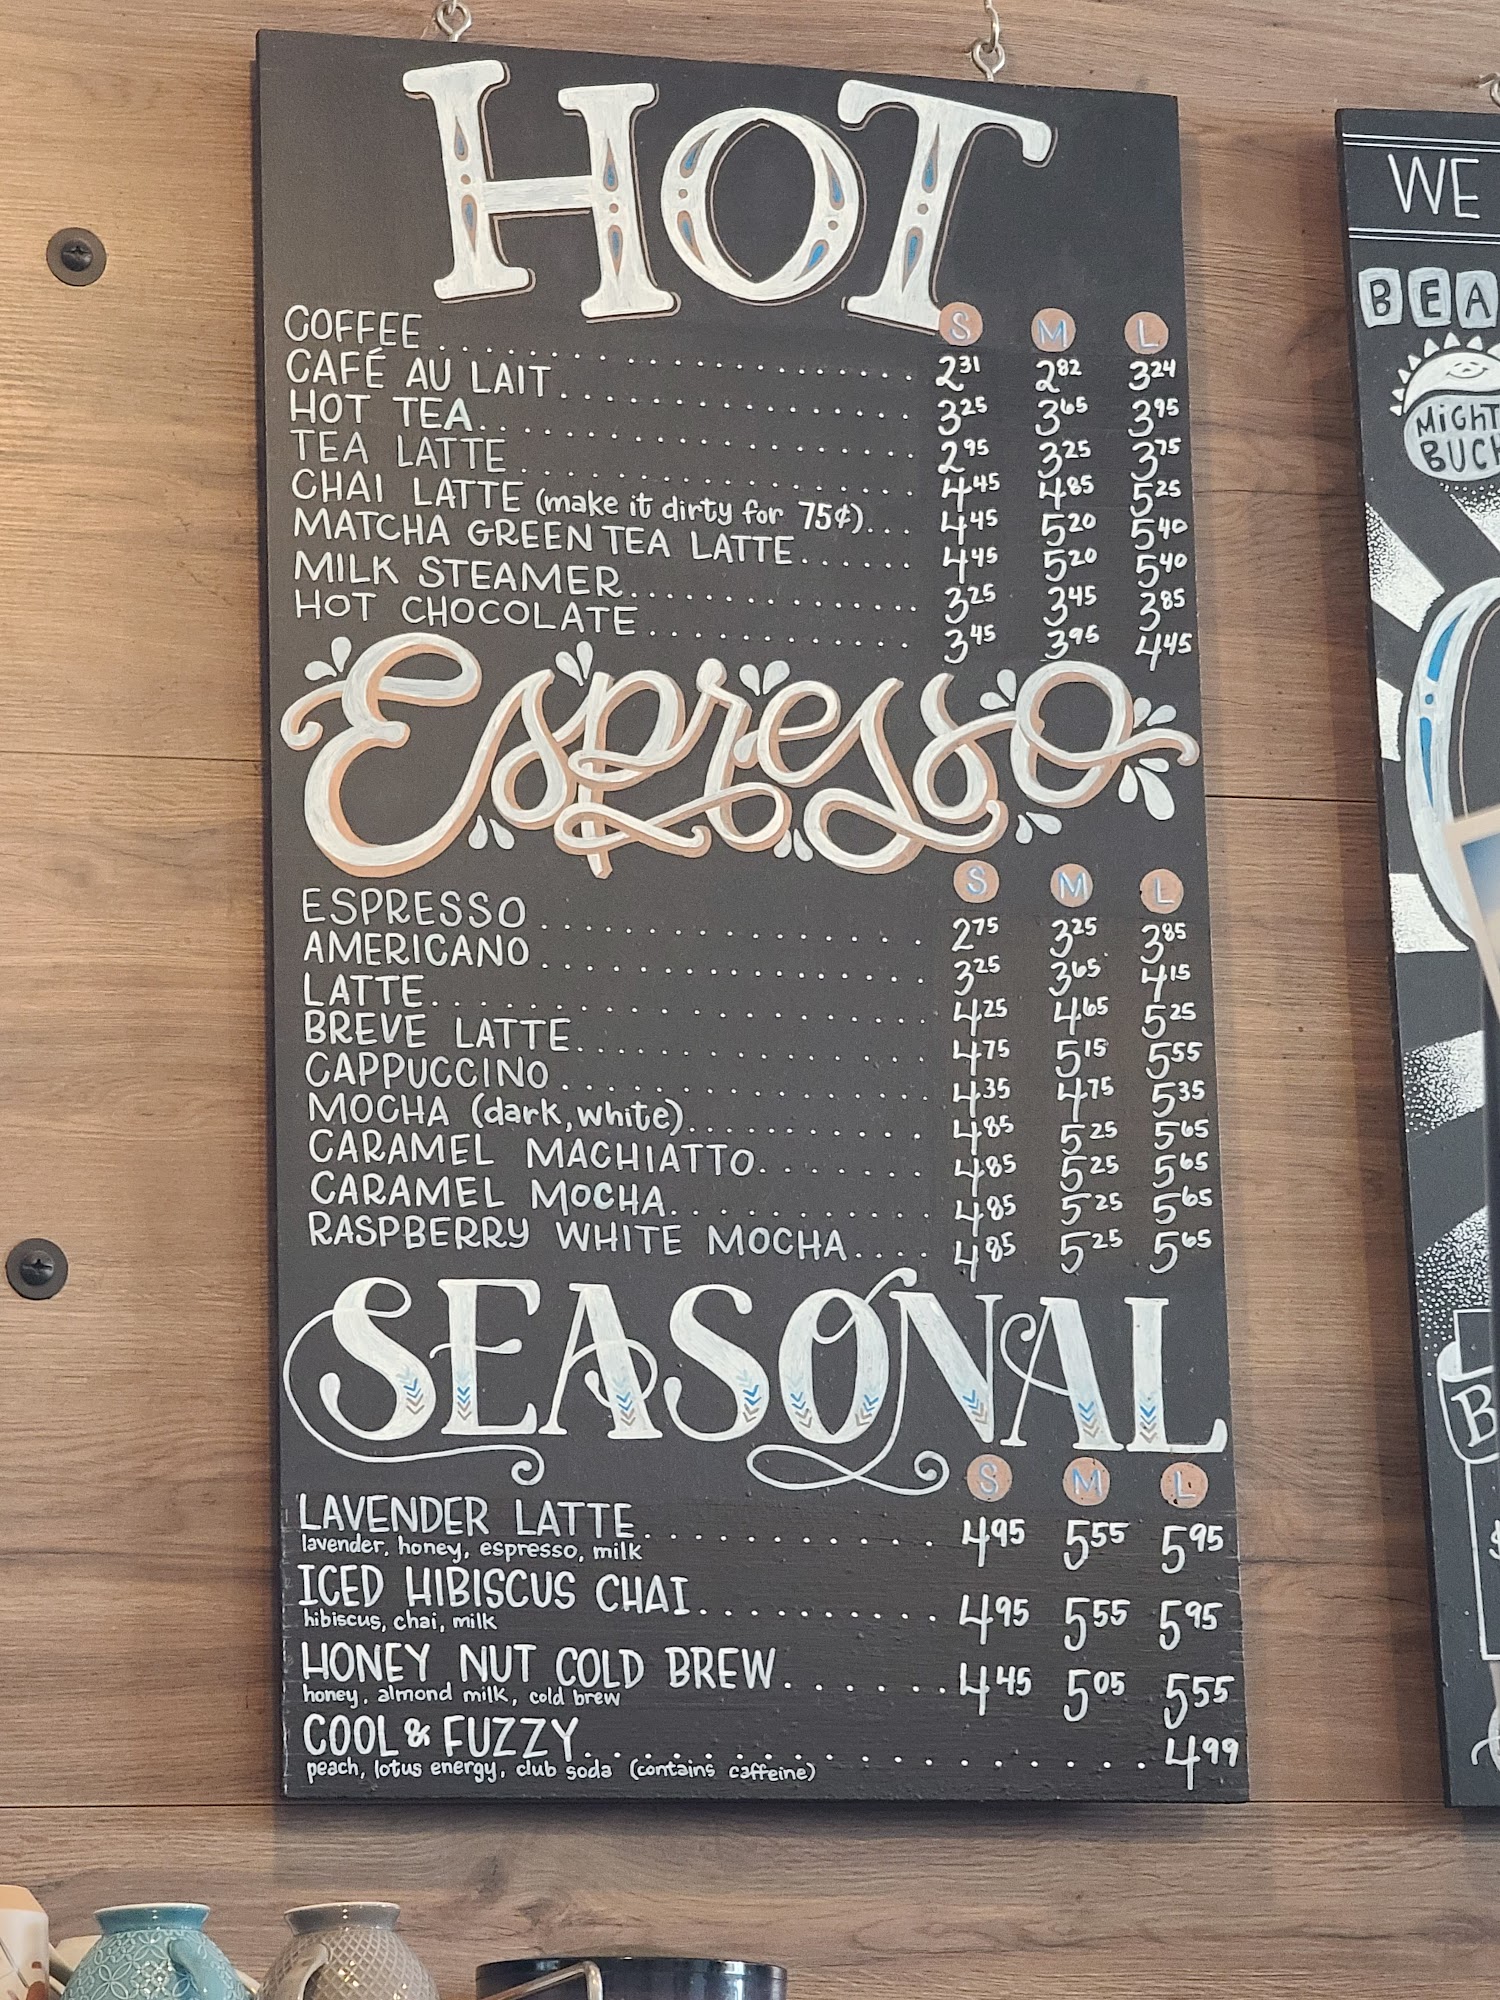 HOT
S M L
COFFEE 2.31 2.82 3.24
CAFÉ AU LAIT 3.25 3.65 3.95
HOT TEA 2.95 3.25 3.75
TEA LATTE 4.45 4.85 5.25
CHAI LATTE (make it dirty for 75¢) 4.45 5.20 5.40
MATCHA GREEN TEA LATTE 4.45 5.20 5.40
MILK STEAMER 3.25 3.45 3.85
HOT CHOCOLATE 3.45 3.95 4.45
Espresso
S M L
ESPRESSO 2.75 3.25 3.85
AMERICANO 3.25 3.65 4.15
LATTE 4.25 4.65 5.25
BREVE LATTE 4.75 5.15 5.55
CAPPUCCINO 4.35 4.75 5.35
MOCHA (dark, white) 4.85 5.25 5.65
CARAMEL MACHIATTO 4.85 5.25 5.65
CARAMEL MOCHA 4.85 5.25 5.65
RASPBERRY WHITE MOCHA 4.85 5.25 5.65
SEASONAL
S M L
LAVENDER LATTE 4.95 5.55 5.95
lavender, honey, espresso, milk
ICED HIBISCUS CHAI 4.95 5.55 5.95
hibiscus, chai, milk
HONEY NUT COLD BREW 4.45 5.05 5.55
honey, almond milk, cold brew
COOL & FUZZY 4.99
peach, lotus energy, club soda (contains caffeine)
WE